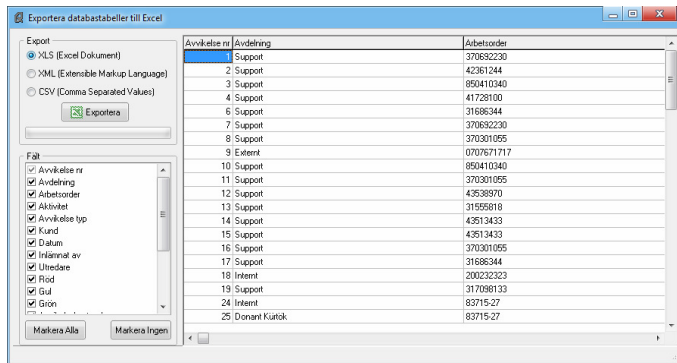 Exportera databastabeller till Excel
Export
XLS (Excel Dokument)
XML (Extensible Markup Language)
CSV (Comma Separated Values)
Exportera
Fält
Avvikelse nr
Avdelning
Arbetsorder
Aktivitet
Avvikelse typ
Kund
Datum
Inlämnat av
Utredare
Röd
Gul
Grön
Markera Alla Markera Ingen
Avvikelse nr Avdelning Arbetsorder
1 Support 370692230
2 Support 42361244
3 Support 850410340
4 Support 41728100
6 Support 31686344
7 Support 370692230
8 Support 370301055
9 Externt 0707671717
10 Support 850410340
11 Support 370301055
12 Support 43538970
13 Support 31555818
14 Support 43513433
15 Support 43513433
16 Support 370301055
17 Support 31686344
18 Internt 200232323
19 Support 317098133
24 Internt 83715-27
25 Donant Kürtök 83715-27